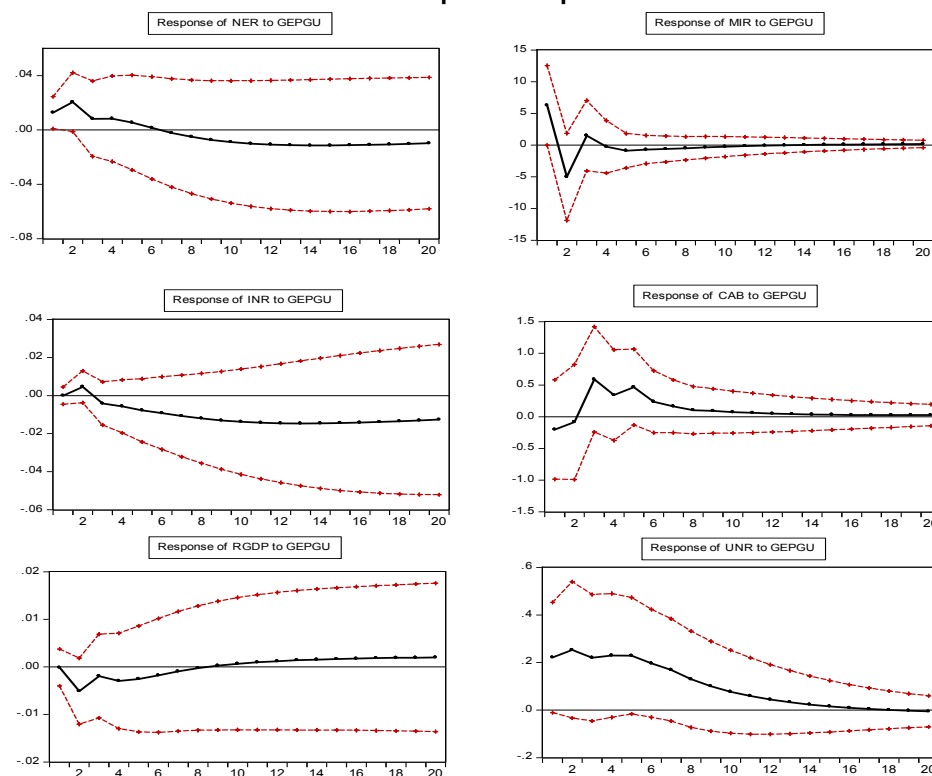 Response of NER to GEPGU
.04
.00
-.04
-.08
2 4 6 8 10 12 14 16 18 20
Response of MIR to GEPGU
15
10
5
0
-5
-10
-15
2 4 6 8 10 12 14 16 18 20
Response of INR to GEPGU
.04
.02
.00
-.02
-.04
-.06
2 4 6 8 10 12 14 16 18 20
Response of CAB to GEPGU
1.5
1.0
0.5
0.0
-0.5
-1.0
-1.5
2 4 6 8 10 12 14 16 18 20
Response of RGDP to GEPGU
.02
.01
.00
-.01
-.02
2 4 6 8 10 12 14 16 18 20
Response of UNR to GEPGU
.6
.4
.2
.0
-.2
2 4 6 8 10 12 14 16 18 20